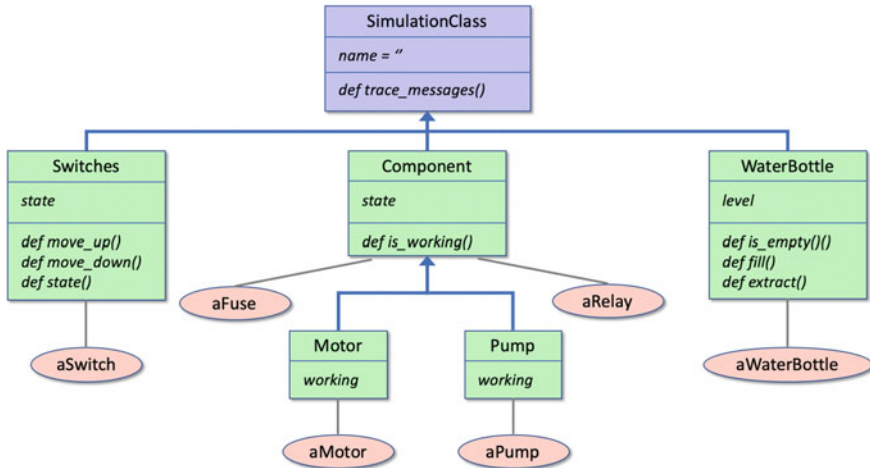 SimulationClass
name = ‘’
def trace_messages()
Switches
state
def move_up()
def move_down()
def state()
Component
state
def is_working()
WaterBottle
level
def is_empty()()
def fill()
def extract()
aFuse
aRelay
Motor
working
Pump
working
aSwitch
aWaterBottle
aMotor
aPump